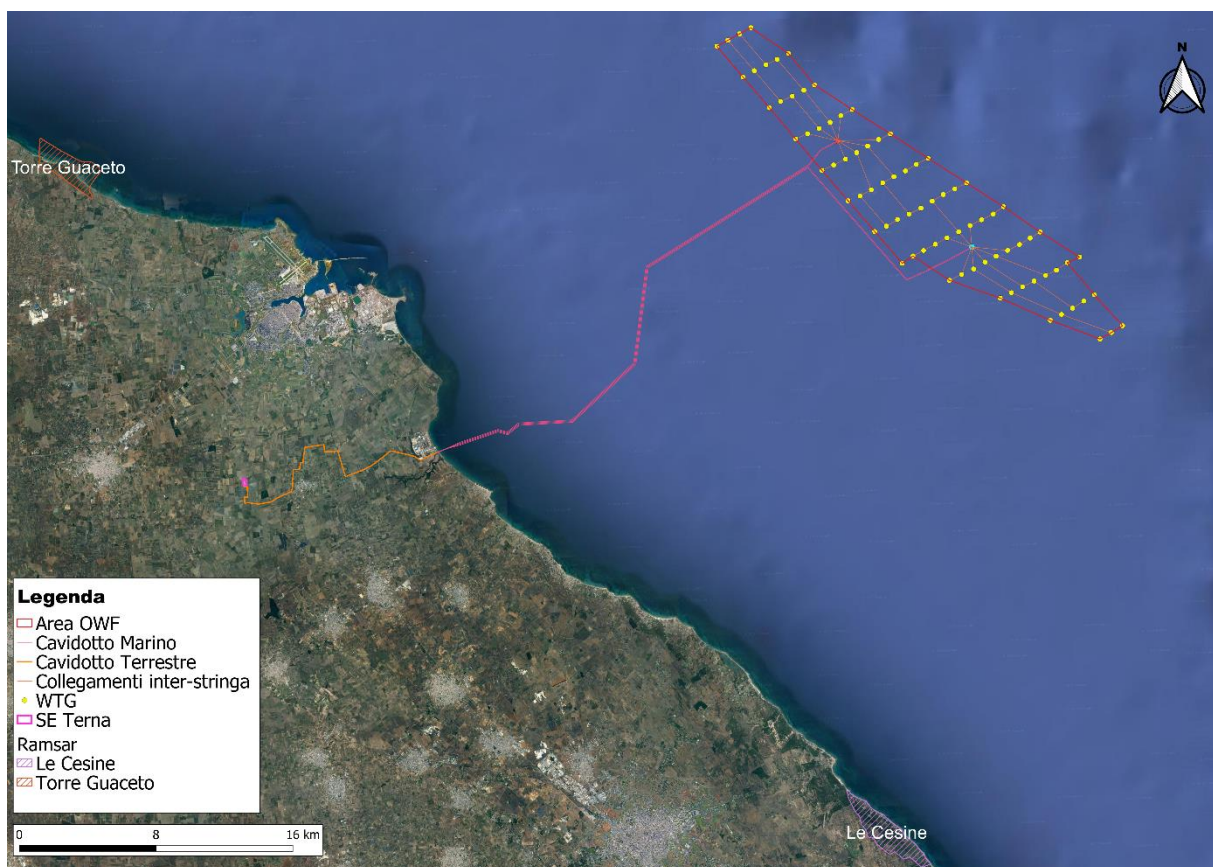 N
Torre Guaceto
Legenda
Area OWF
Cavidotto Marino
Cavidotto Terrestre
Collegamenti inter-stringa
WTG
SE Terna
Ramsar
Le Cesine
Torre Guaceto
0 8 16 km
Le Cesine